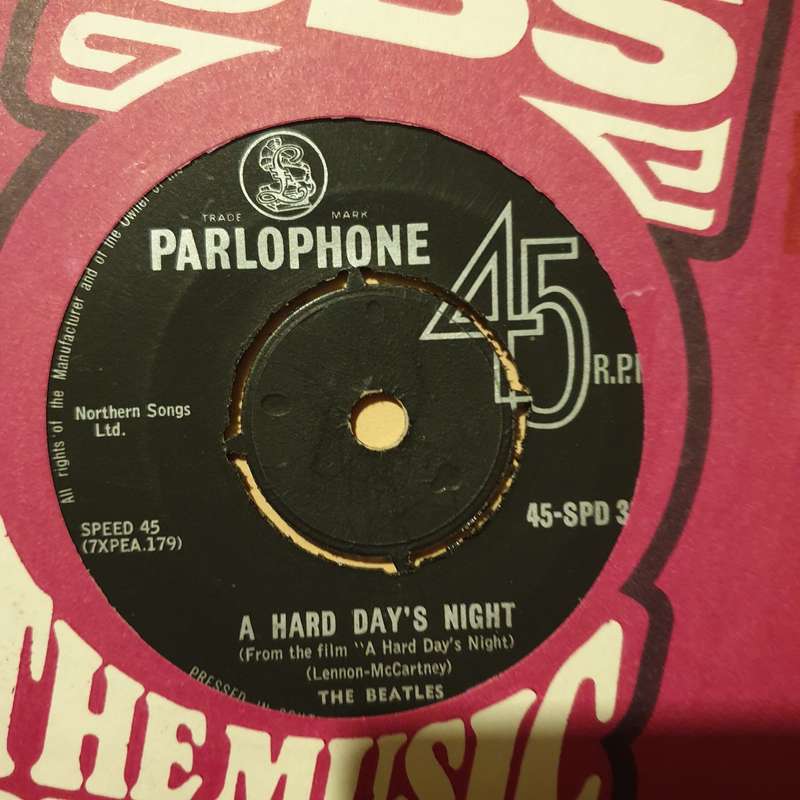 TRADE MARK
PARLOPHONE
45
R.P.
All rights of the Manufacturer and of the Owner of the
Northern Songs
Ltd.
SPEED 45
(7XPEA.179)
45-SPD 3
A HARD DAY'S NIGHT
(From the film "A Hard Day's Night)
(Lennon-McCartney)
THE BEATLES
PRESSED IN
THE MUSIC